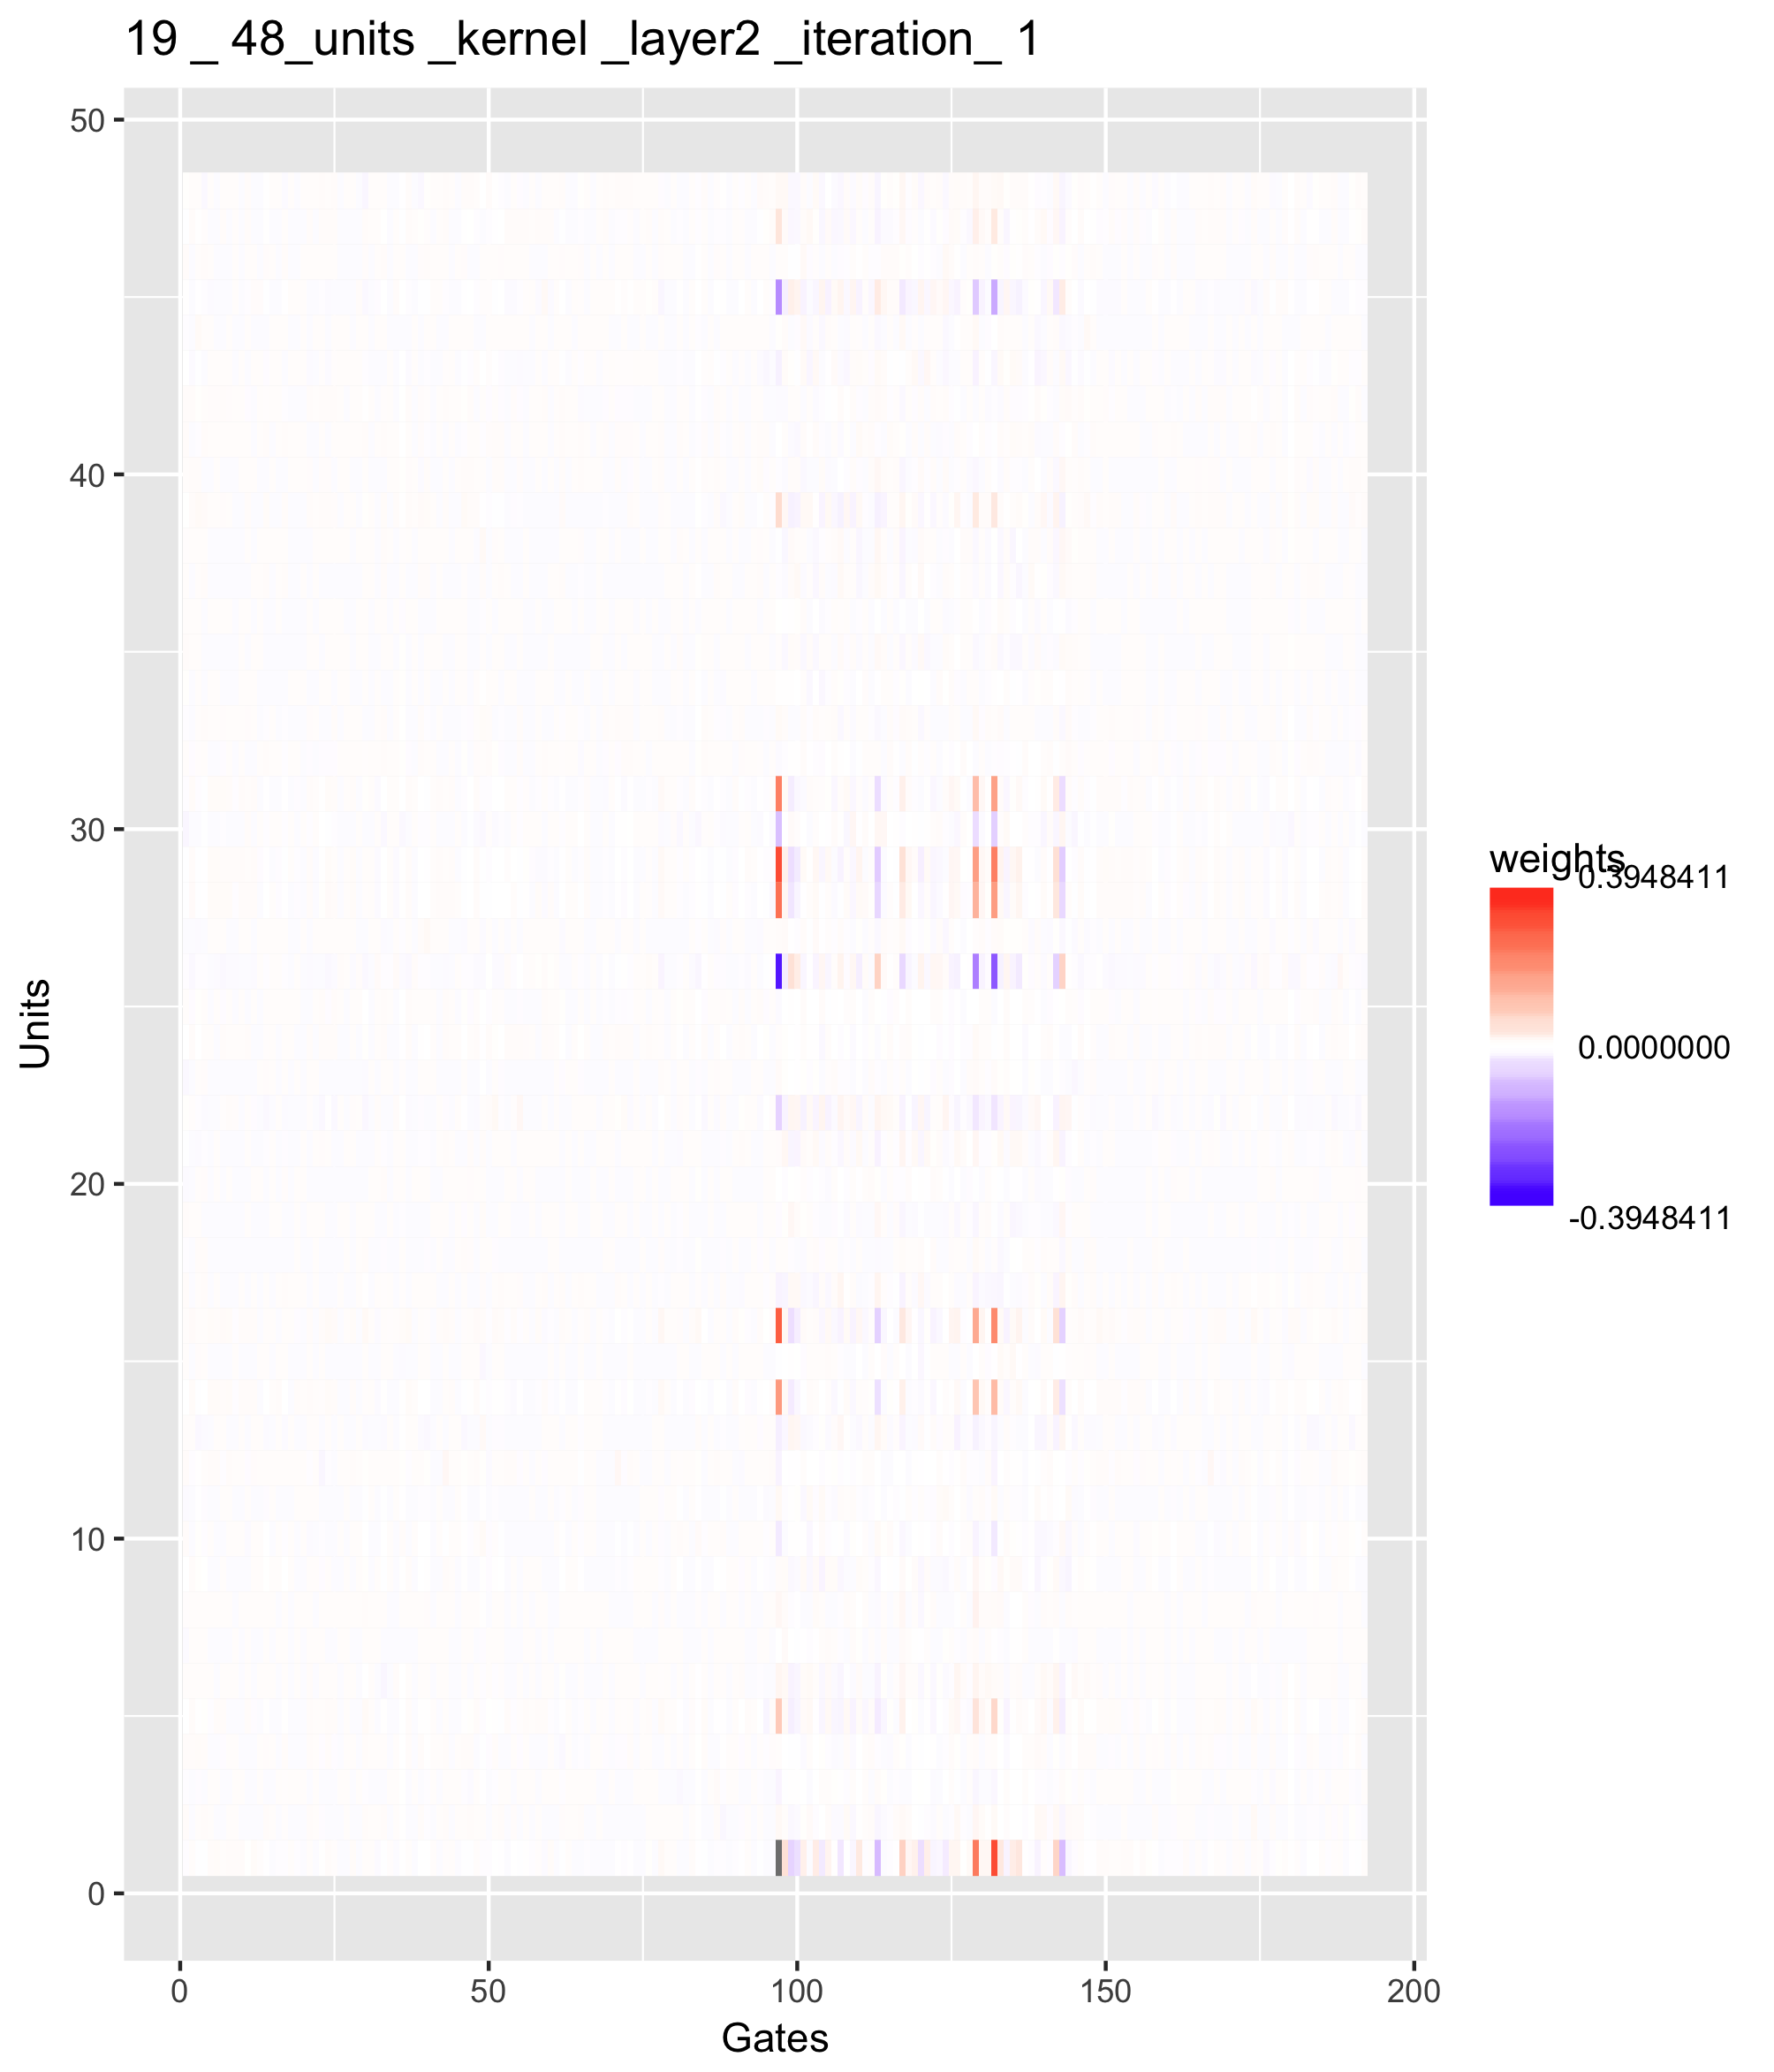 19 _ 48_units _kernel _layer2 _iteration_ 1
50
40
30
20
10
0
Units
0 50 100 150 200
Gates
weights
0.3948411
0.0000000
-0.3948411